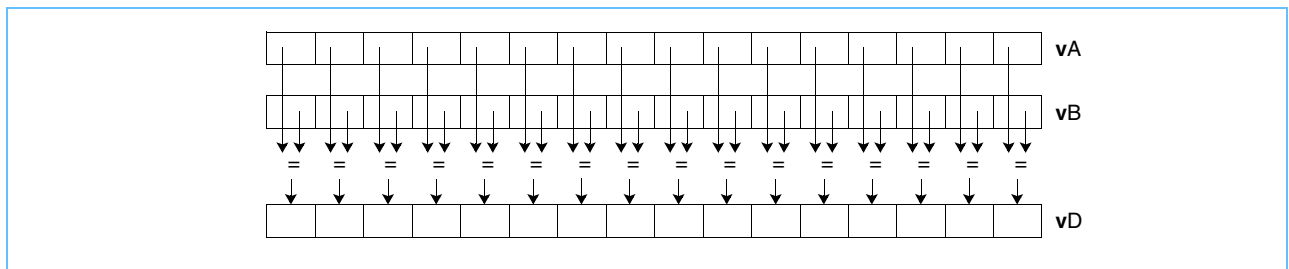 vA
vB
= = = = = = = = = = = = = = = =
vD